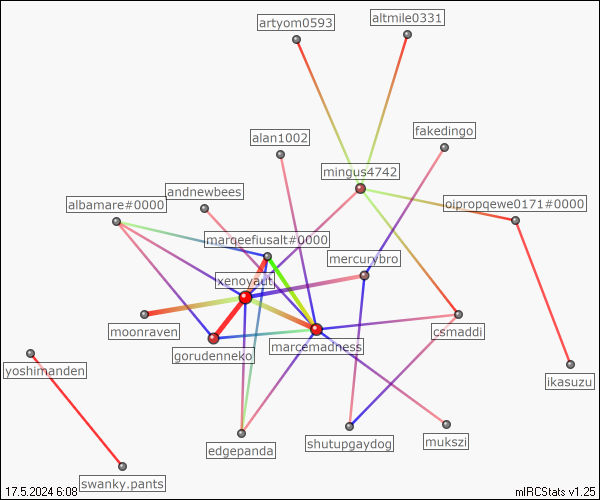 artyom0593
altmile0331
alan1002
fakedingo
mingus4742
andnewbees
albamare#0000
oipropqewe0171#0000
marqeefiusalt#0000
mercurybro
xenoyaut
moonraven
csmaddi
gorudenneko
marcemadness
yoshimanden
ikasuzu
edgepanda
shutupgaydog
mukszi
swanky.pants
17.5.2024 6:08
mIRCStats v1.25